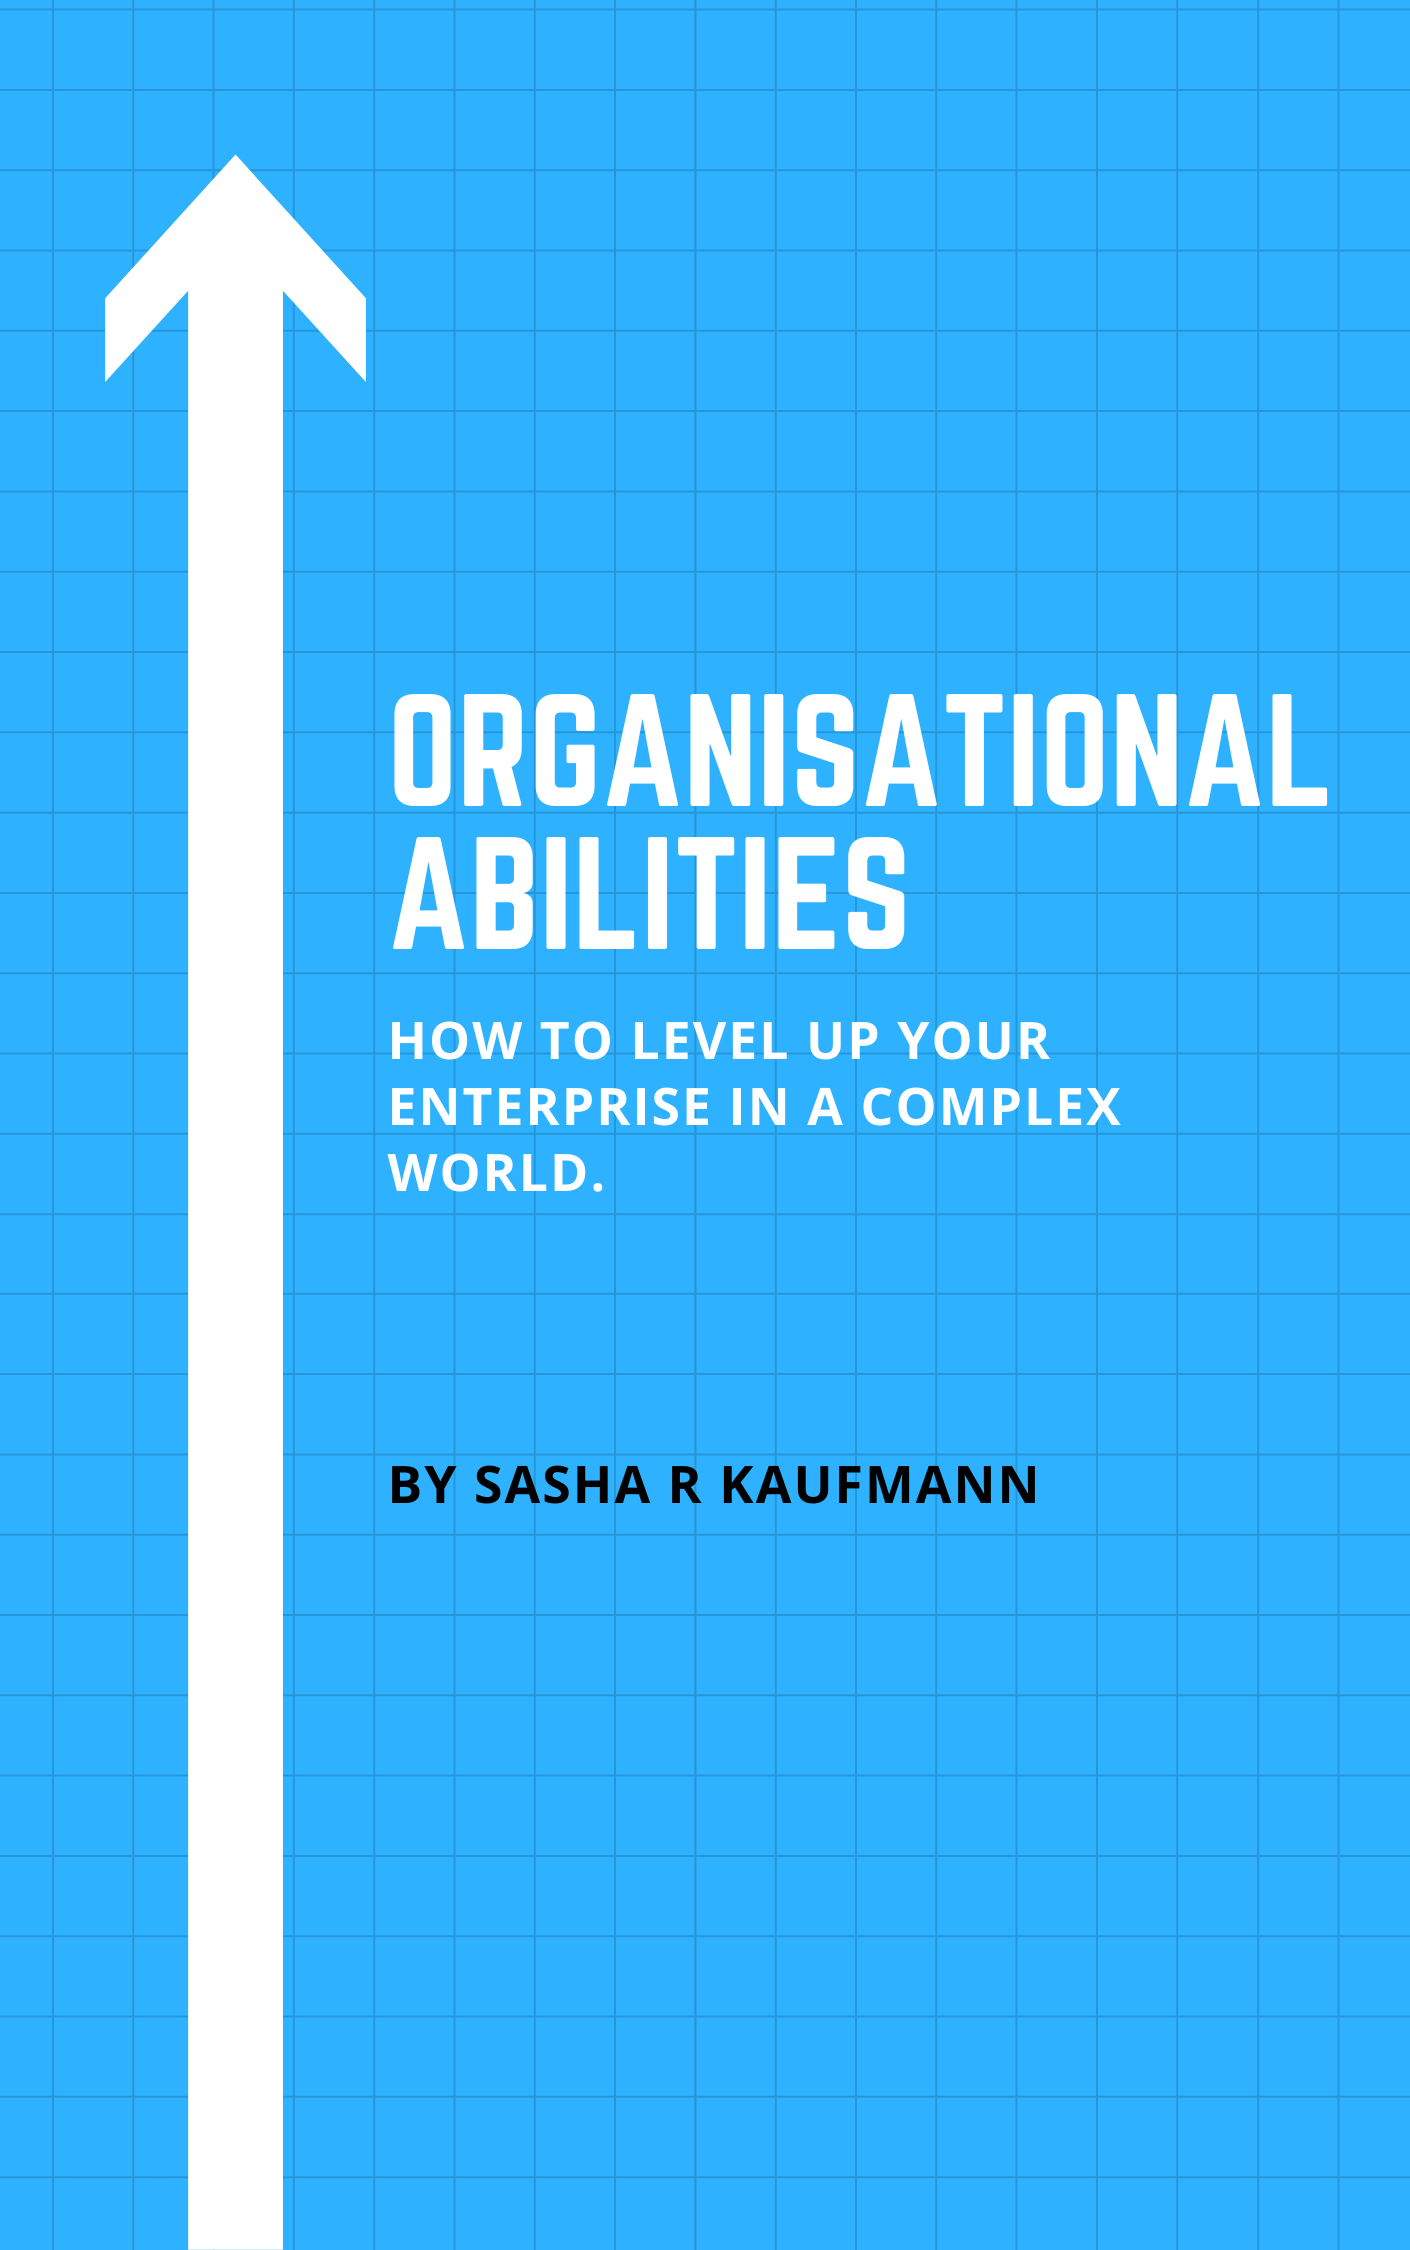 ORGANISATIONAL
ABILITIES
HOW TO LEVEL UP YOUR
ENTERPRISE IN A COMPLEX
WORLD.
BY SASHA R KAUFMANN